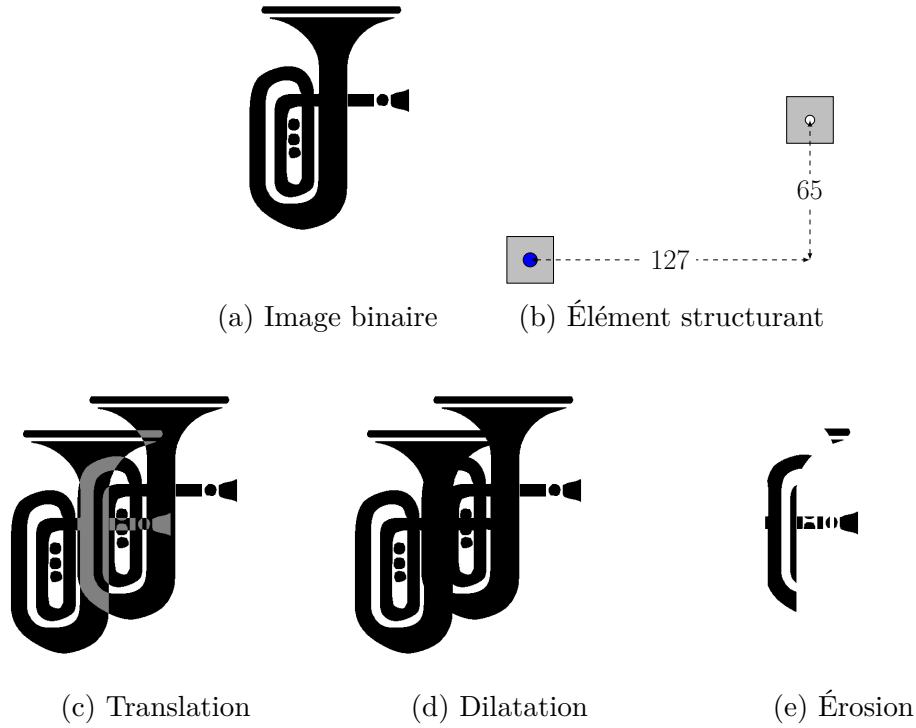 65
127
(a) Image binaire
(b) Élément structurant
(c) Translation
(d) Dilatation
(e) Érosion